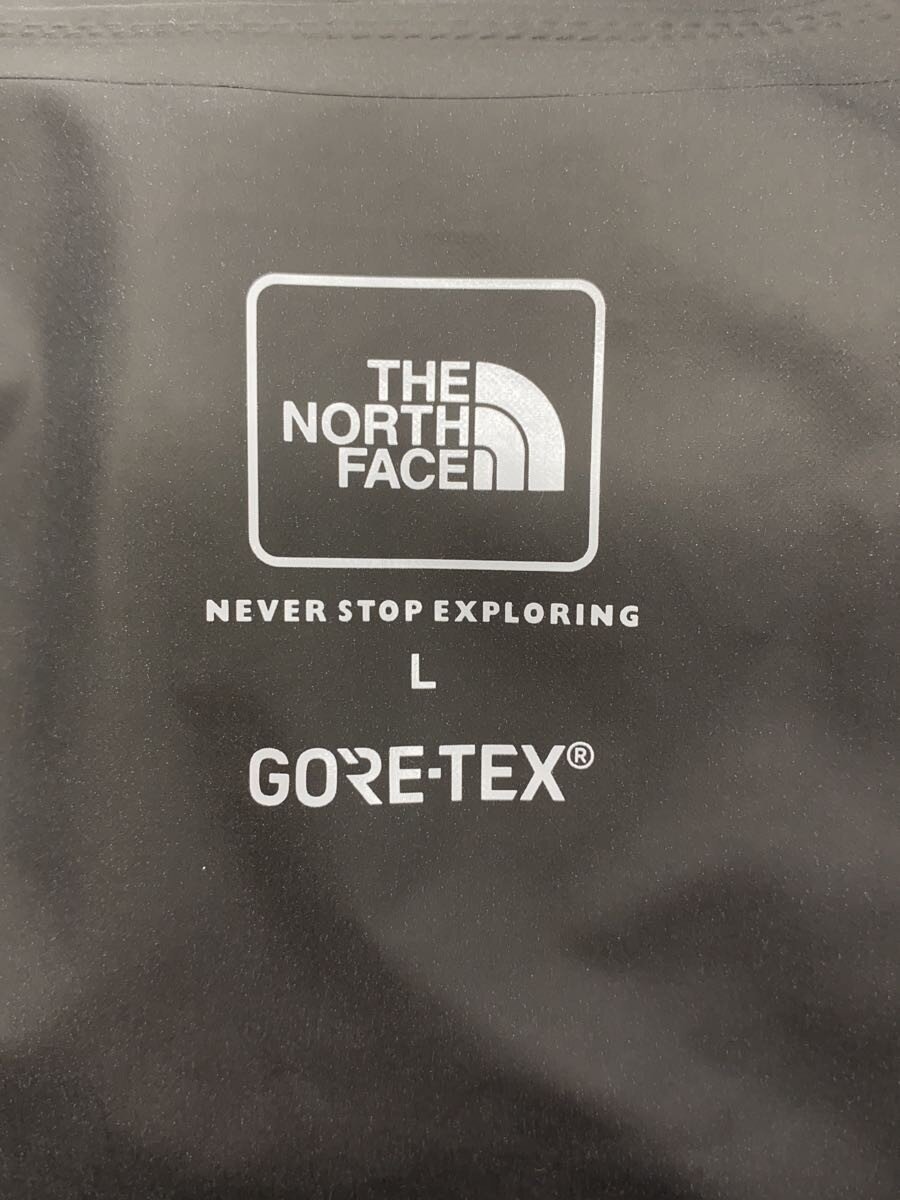 THE
NORTH
FACE
NEVER STOP EXPLORING
L
GORE-TEX®